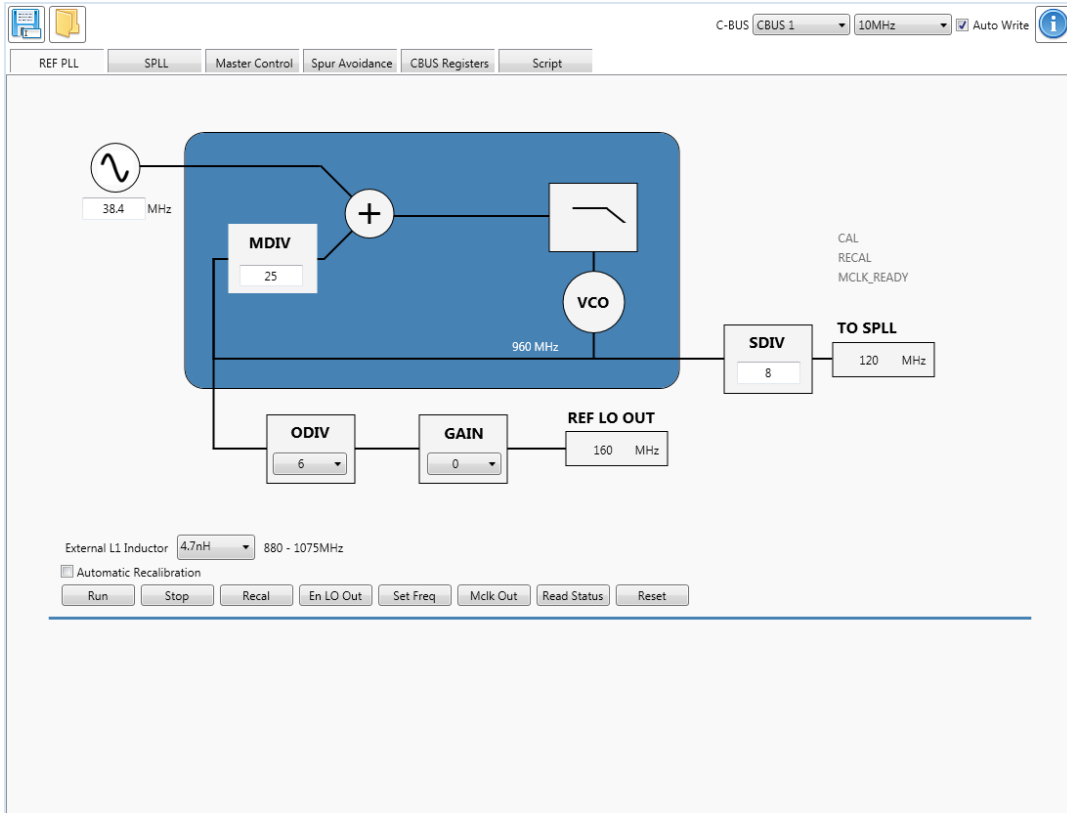 C-BUS CBUS 1 10MHz Auto Write
REF PLL SPLL Master Control Spur Avoidance CBUS Registers Script
38.4 MHz
MDIV
25
+
VCO
960 MHz
CAL
RECAL
MCLK_READY
SDIV
8
TO SPLL
120 MHz
ODIV
6
GAIN
0
REF LO OUT
160 MHz
External L1 Inductor 4.7nH 880 - 1075MHz
Automatic Recalibration
Run Stop Recal En LO Out Set Freq Mclk Out Read Status Reset